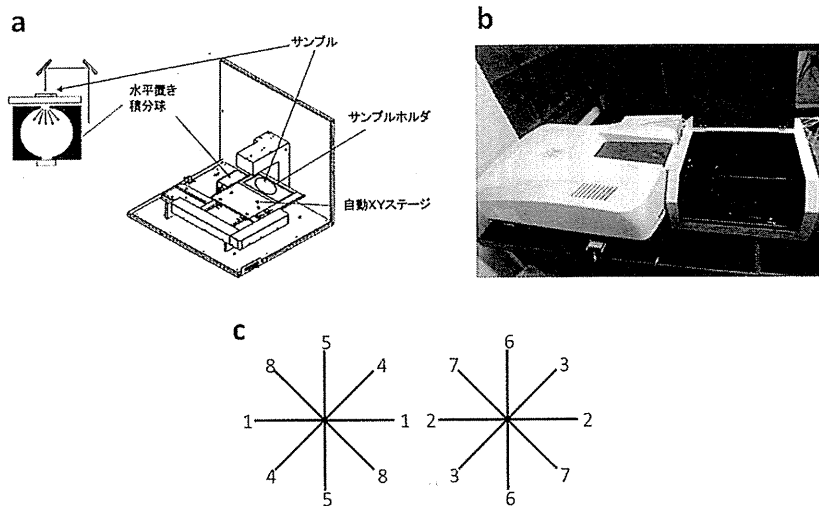 a
サンプル
水平置き
積分球
サンプルホルダ
自動XYステージ
b
c
5
8 4
1 1
4 8
5
6
7 3
2 2
3 7
6